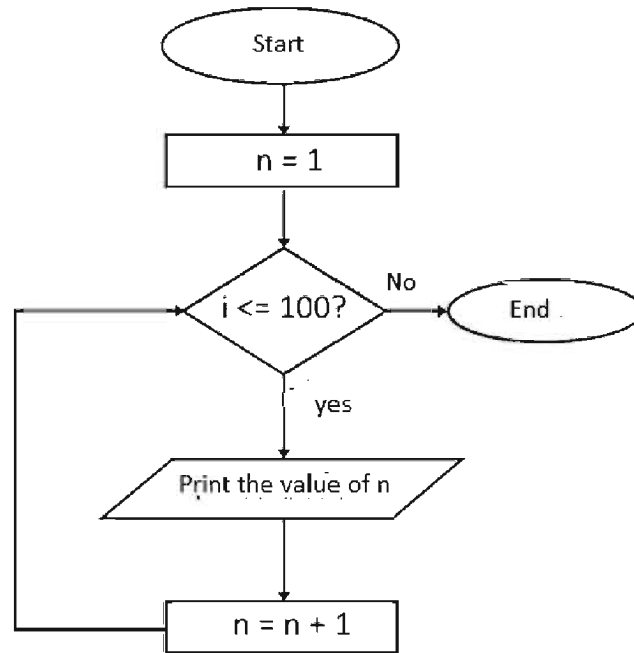 Start
n = 1
i <= 100?
No
End
yes
Print the value of n
n = n + 1